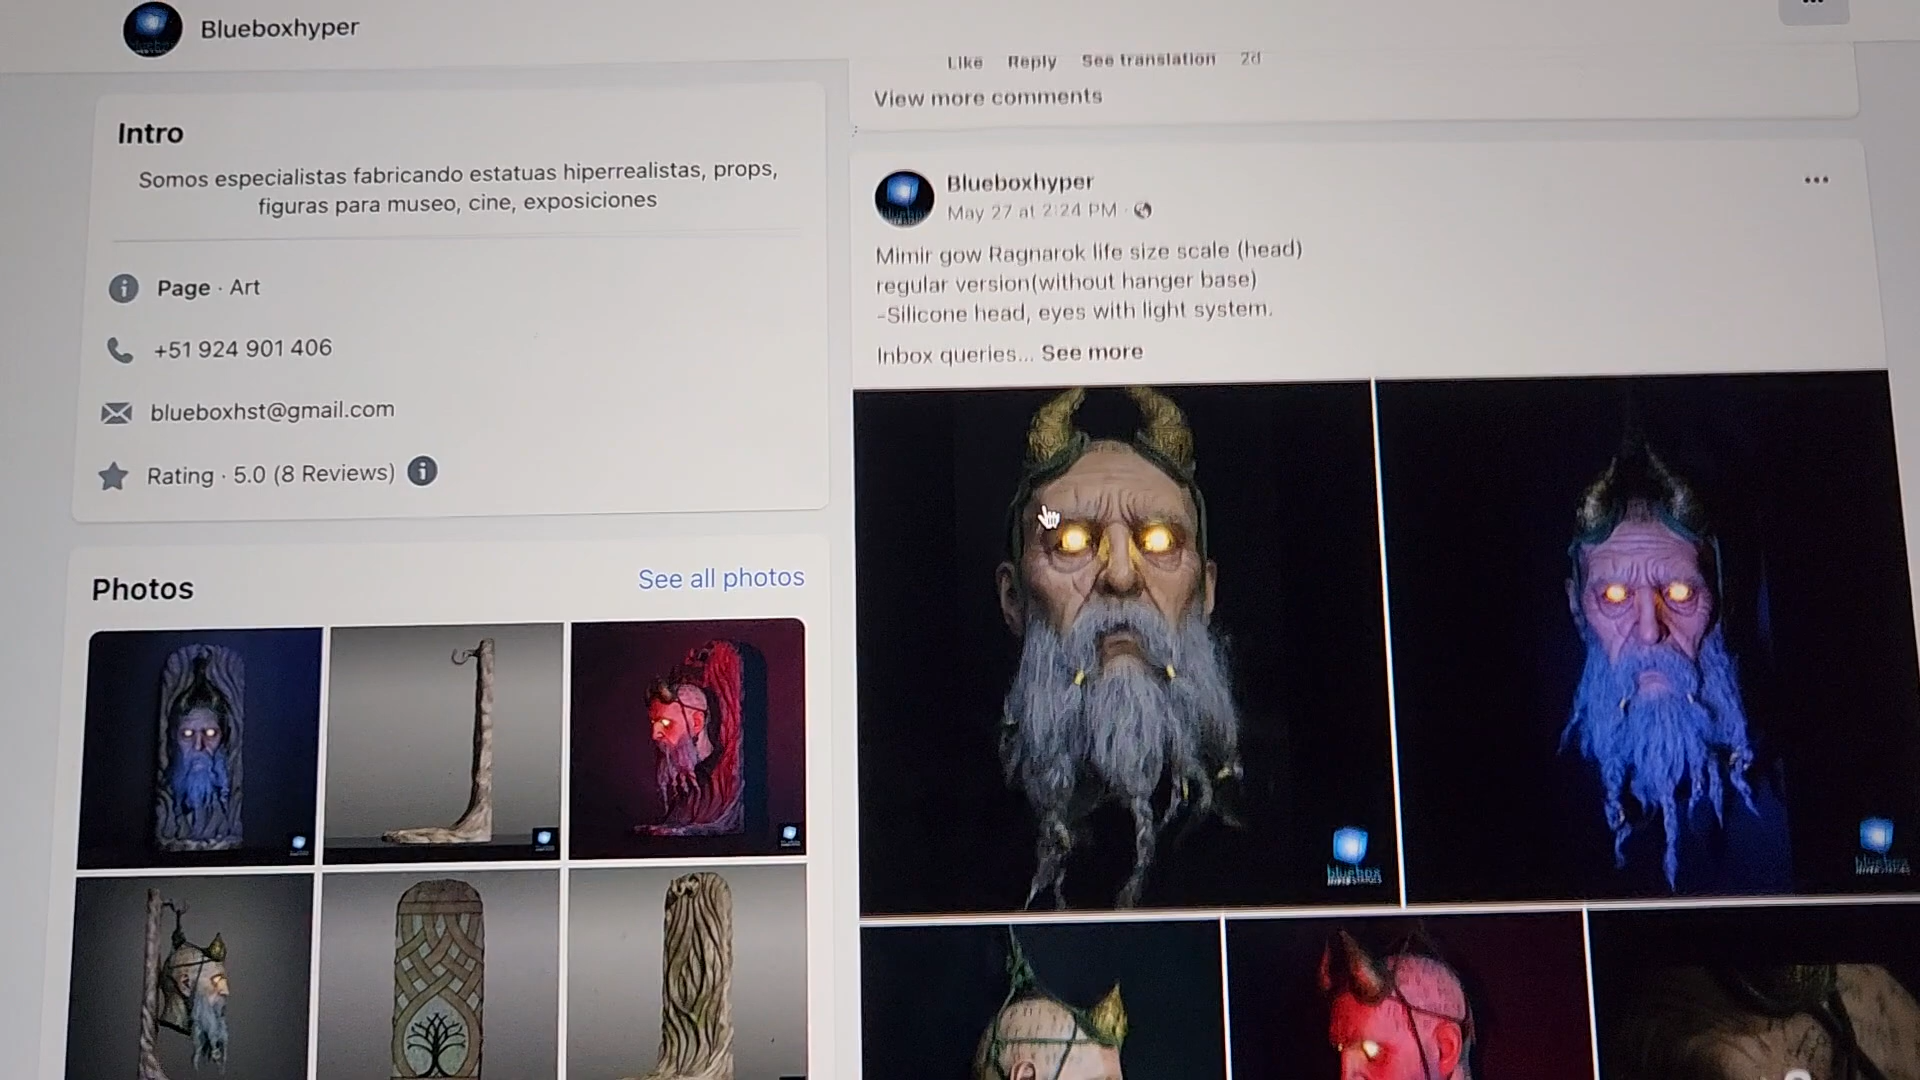 Blueboxhyper
Intro
Somos especialistas fabricando estatuas hiperrealistas, props,
figuras para museo, cine, exposiciones
Page · Art
+51 924 901 406
blueboxhst@gmail.com
Rating · 5.0 (8 Reviews)
Photos
See all photos
Like Reply See translation 2d
View more comments
Blueboxhyper
May 27 at 2:24 PM ·
Mimir gow Ragnarok life size scale (head)
regular version(without hanger base)
-Silicone head, eyes with light system.
Inbox queries... See more
bluebox
bluebox